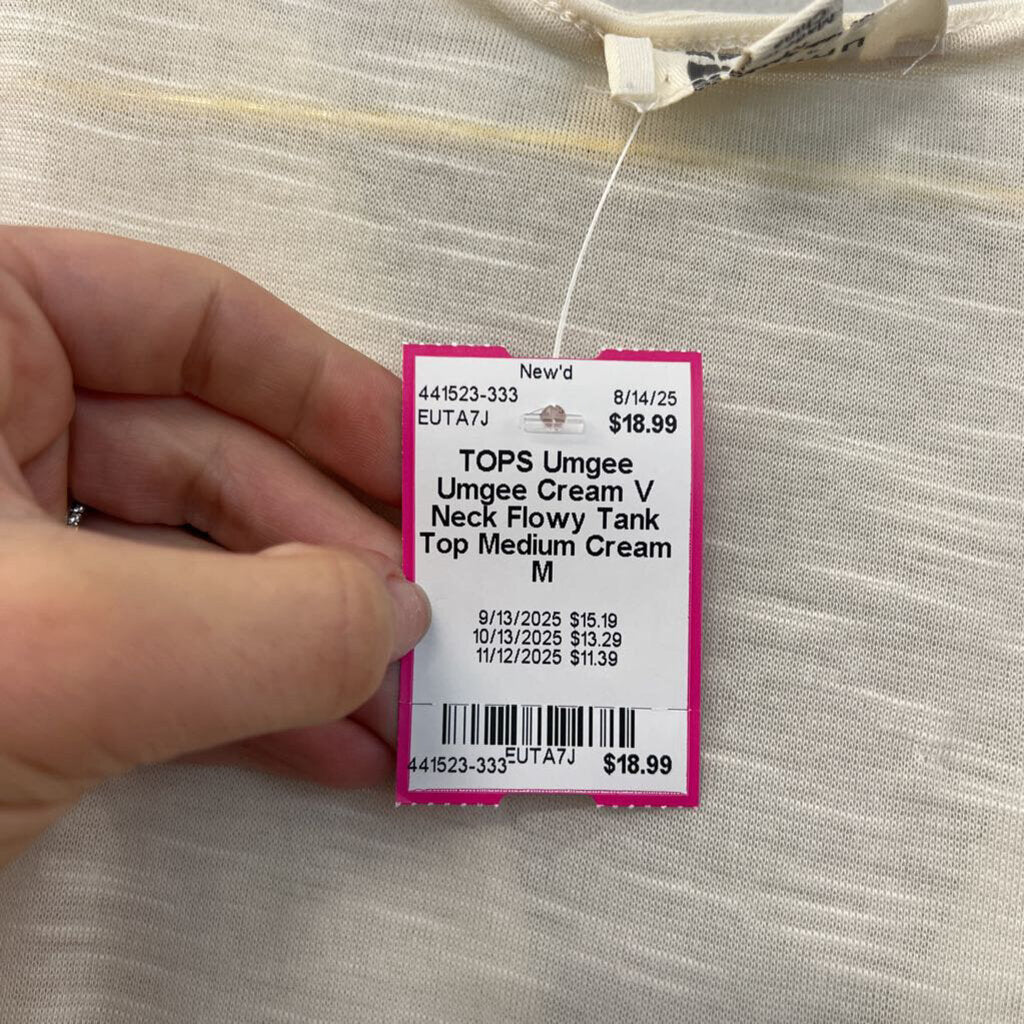 New'd
441523-333 8/14/25
EUTA7J $18.99
TOPS Umgee
Umgee Cream V
Neck Flowy Tank
Top Medium Cream
M
9/13/2025 $15.19
10/13/2025 $13.29
11/12/2025 $11.39
EUTA7J
441523-333 $18.99